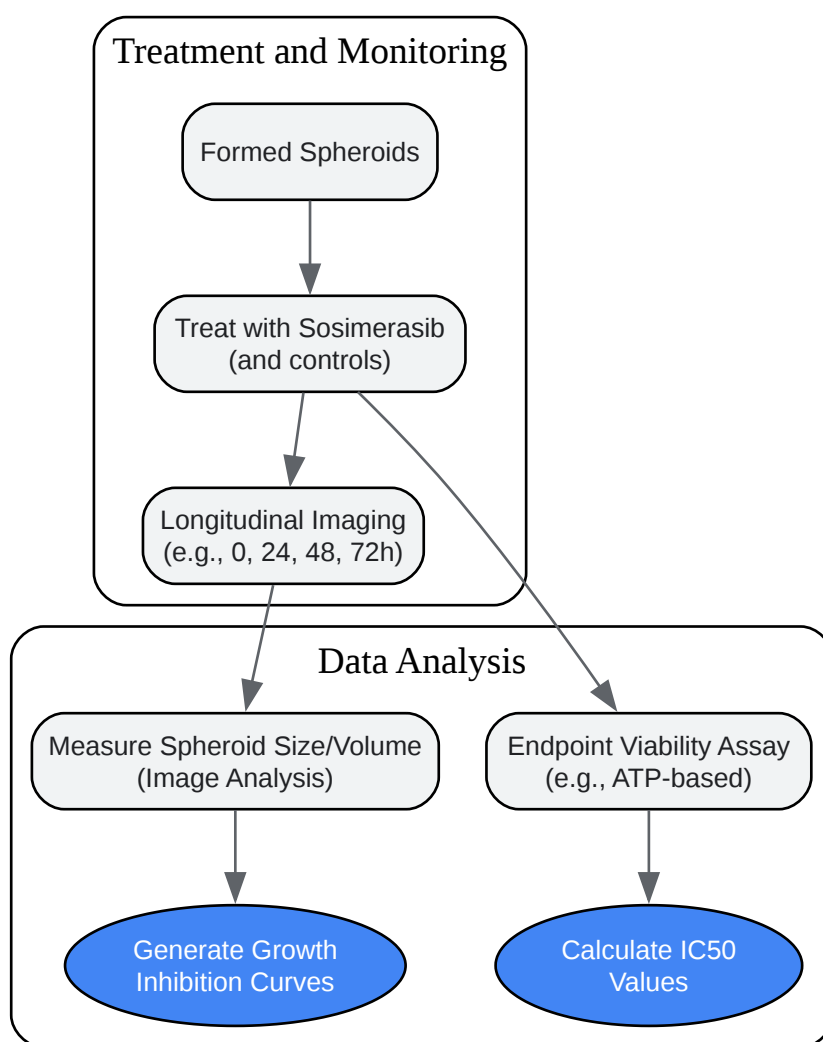 Treatment and Monitoring
Formed Spheroids
Treat with Sosimerasib
(and controls)
Longitudinal Imaging
(e.g., 0, 24, 48, 72h)
Data Analysis
Measure Spheroid Size/Volume
(Image Analysis)
Endpoint Viability Assay
(e.g., ATP-based)
Generate Growth
Inhibition Curves
Calculate IC50
Values